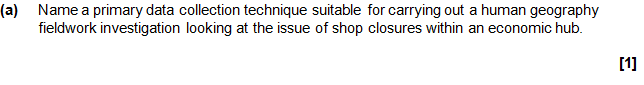 (a) Name a primary data collection technique suitable for carrying out a human geography
fieldwork investigation looking at the issue of shop closures within an economic hub.
[1]